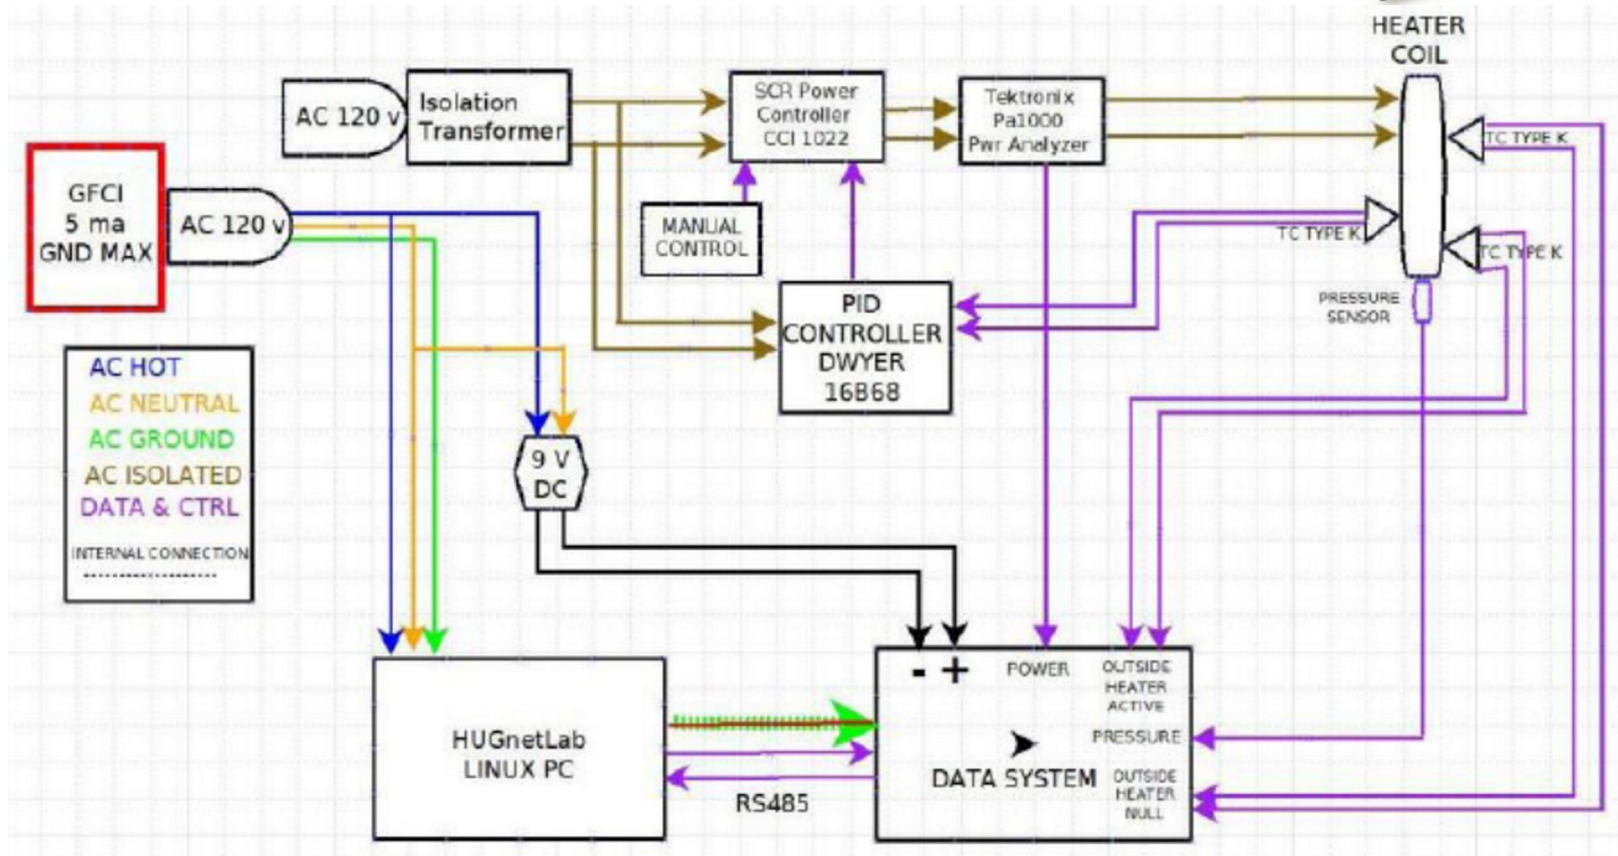 HEATER
COIL
AC 120 v
Isolation
Transformer
SCR Power
Controller
CCI 1022
Tektronix
Pa1000
Pwr Analyzer
TC TYPE K
GFCI
5 ma
GND MAX
AC 120 v
MANUAL
CONTROL
TC TYPE K
TC TYPE K
PID
CONTROLLER
DWYER
16B68
PRESSURE
SENSOR
AC HOT
AC NEUTRAL
AC GROUND
AC ISOLATED
DATA & CTRL
INTERNAL CONNECTION
9 V
DC
- +
POWER
OUTSIDE
HEATER
ACTIVE
PRESSURE
DATA SYSTEM
OUTSIDE
HEATER
NULL
HUGnetLab
LINUX PC
RS485